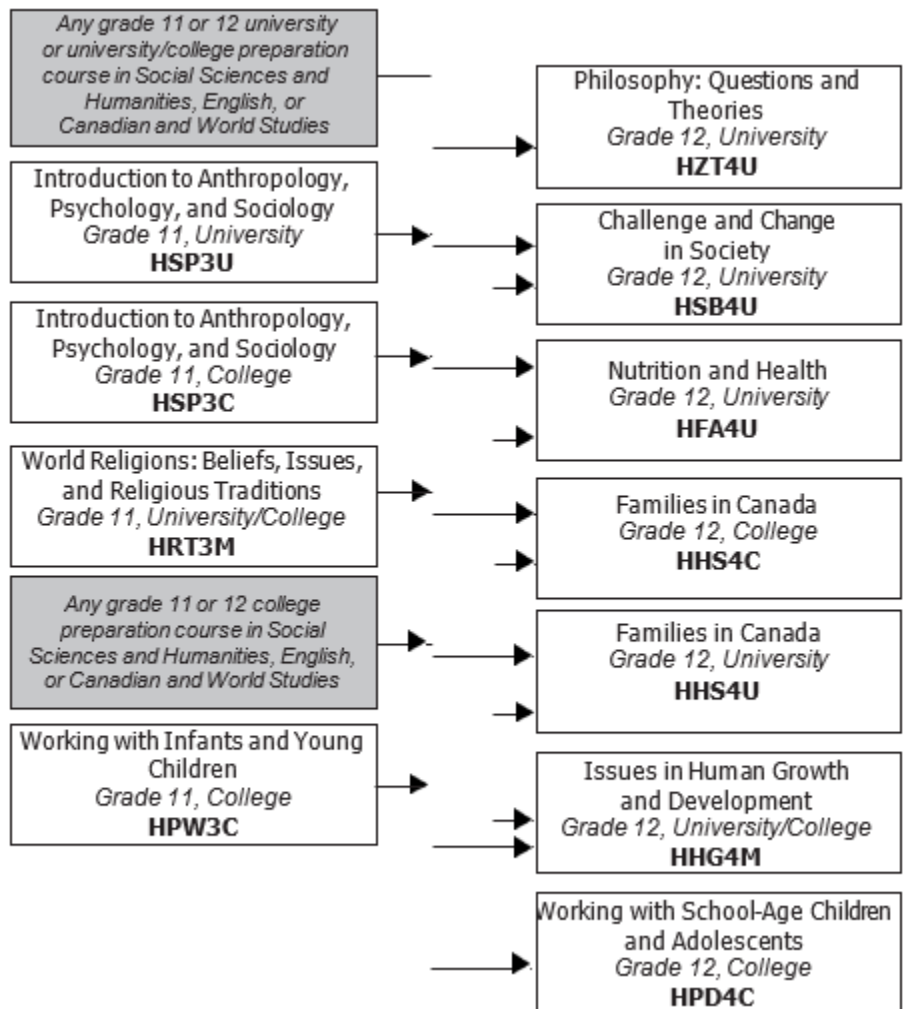 Any grade 11 or 12 university
or university/college preparation
course in Social Sciences and
Humanities, English, or
Canadian and World Studies
Introduction to Anthropology,
Psychology, and Sociology
Grade 11, University
HSP3U
Introduction to Anthropology,
Psychology, and Sociology
Grade 11, College
HSP3C
World Religions: Beliefs, Issues,
and Religious Traditions
Grade 11, University/College
HRT3M
Any grade 11 or 12 college
preparation course in Social
Sciences and Humanities, English,
or Canadian and World Studies
Working with Infants and Young
Children
Grade 11, College
HPW3C
Philosophy: Questions and
Theories
Grade 12, University
HZT4U
Challenge and Change
in Society
Grade 12, University
HSB4U
Nutrition and Health
Grade 12, University
HFA4U
Families in Canada
Grade 12, College
HHS4C
Families in Canada
Grade 12, University
HHS4U
Issues in Human Growth
and Development
Grade 12, University/College
HHG4M
Working with School-Age Children
and Adolescents
Grade 12, College
HPD4C